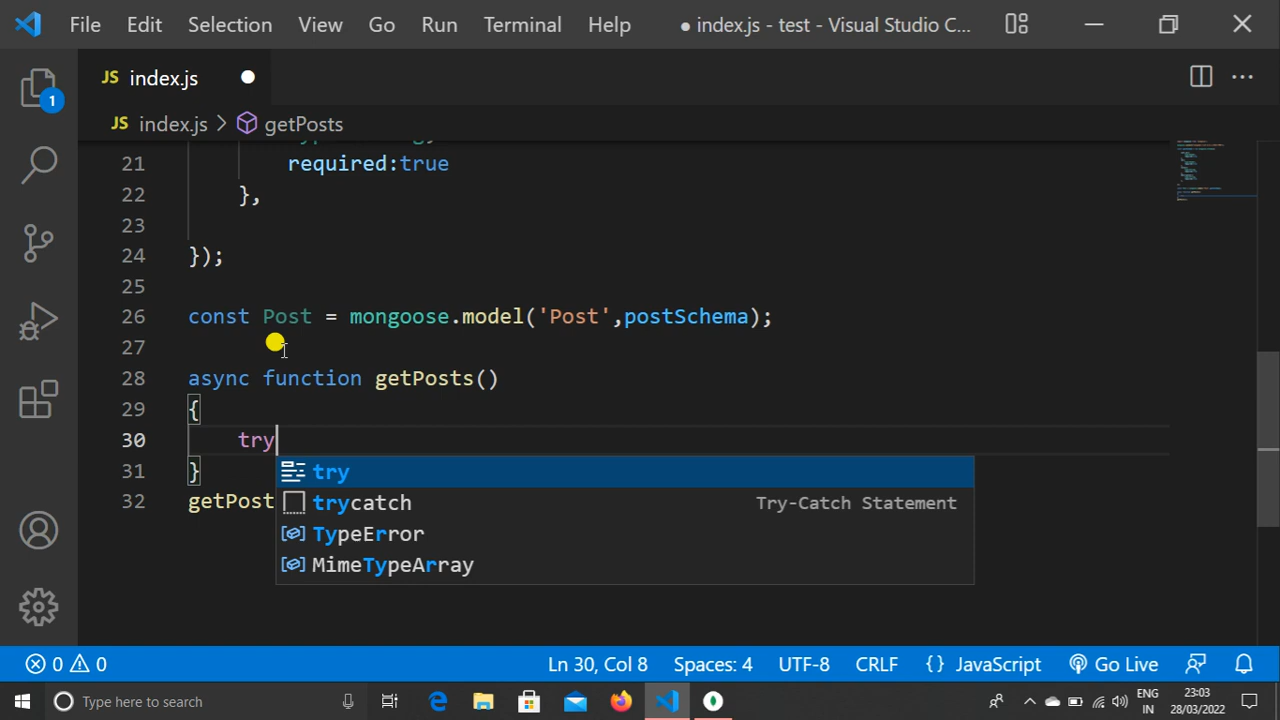 File Edit Selection View Go Run Terminal Help ● index.js - test - Visual Studio C...
JS index.js
JS index.js > getPosts
1
21 required:true
22 },
23
24 });
25
26 const Post = mongoose.model('Post',postSchema);
27
28 async function getPosts()
29 {
30 try
try
31 }
trycatch Try-Catch Statement
32 getPost
TypeError
MimeTypeArray
0 0 Ln 30, Col 8 Spaces: 4 UTF-8 CRLF {} JavaScript Go Live
Type here to search
ENG
IN
23:03
28/03/2022